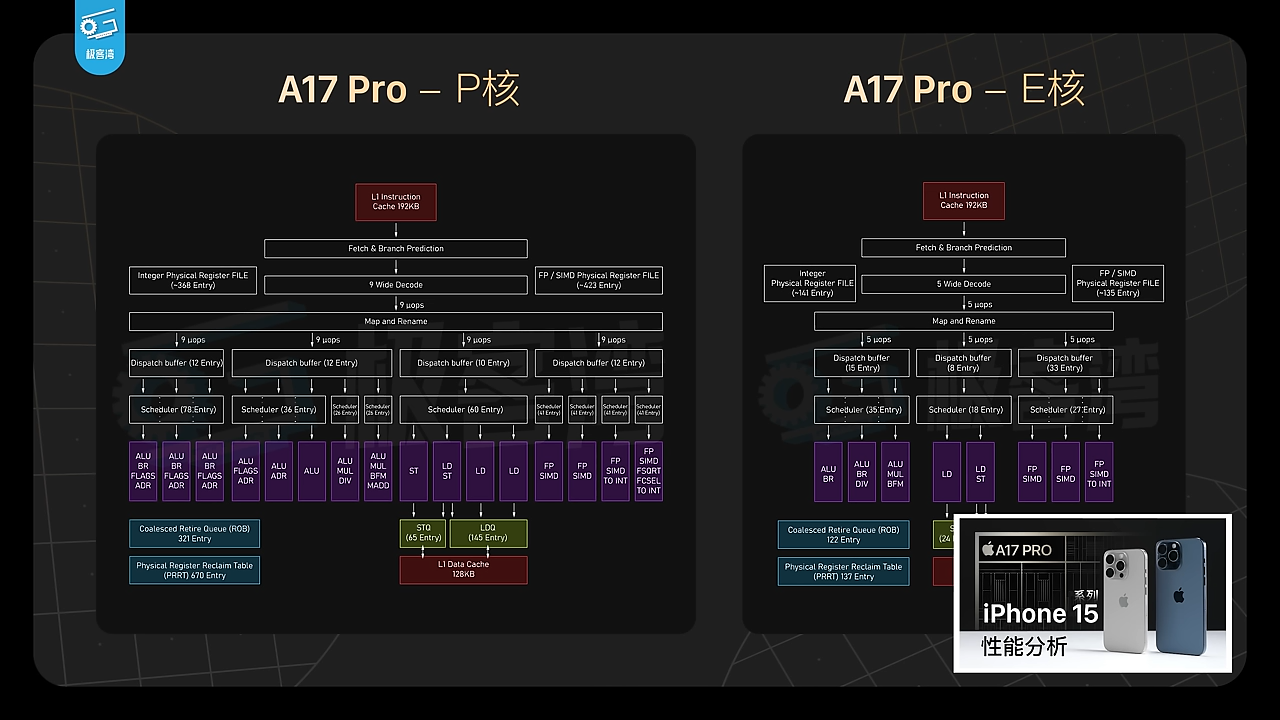 极客湾
A17 Pro – P核
L1 Instruction
Cache 192KB
Fetch & Branch Prediction
Integer Physical Register FILE
(~368 Entry)
9 Wide Decode
FP / SIMD Physical Register FILE
(~423 Entry)
9 μops
Map and Rename
9 μops
9 μops
9 μops
9 μops
Dispatch buffer (12 Entry)
Dispatch buffer (12 Entry)
Dispatch buffer (10 Entry)
Dispatch buffer (12 Entry)
Scheduler (78 Entry)
Scheduler (36 Entry)
Scheduler
(26 Entry)
Scheduler
(25 Entry)
Scheduler (60 Entry)
Scheduler
(41 Entry)
Scheduler
(41 Entry)
Scheduler
(41 Entry)
Scheduler
(41 Entry)
ALU
BR
FLAGS
ADR
ALU
BR
FLAGS
ADR
ALU
BR
FLAGS
ADR
ALU
FLAGS
ADR
ALU
ADR
ALU
ALU
MUL
DIV
ALU
MUL
BFM
MADD
ST
LD
ST
LD
LD
FP
SIMD
FP
SIMD
FP
SIMD
TO INT
FP
SIMD
FSQRT
FCSEL
TO INT
Coalesced Retire Queue (ROB)
321 Entry
STQ
(65 Entry)
LDQ
(145 Entry)
Physical Register Reclaim Table
(PRRT) 670 Entry
L1 Data Cache
128KB
A17 Pro – E核
L1 Instruction
Cache 192KB
Fetch & Branch Prediction
Integer
Physical Register FILE
(~141 Entry)
5 Wide Decode
FP / SIMD
Physical Register FILE
(~135 Entry)
5 μops
Map and Rename
5 μops
5 μops
5 μops
Dispatch buffer
(15 Entry)
Dispatch buffer
(8 Entry)
Dispatch buffer
(33 Entry)
Scheduler (35 Entry)
Scheduler (18 Entry)
Scheduler (27 Entry)
ALU
BR
ALU
BR
DIV
ALU
MUL
BFM
LD
LD
ST
FP
SIMD
FP
SIMD
FP
SIMD
TO INT
Coalesced Retire Queue (ROB)
122 Entry
(24
Physical Register Reclaim Table
(PRRT) 137 Entry
A17 PRO
系列
iPhone 15
性能分析
极客湾
极客湾